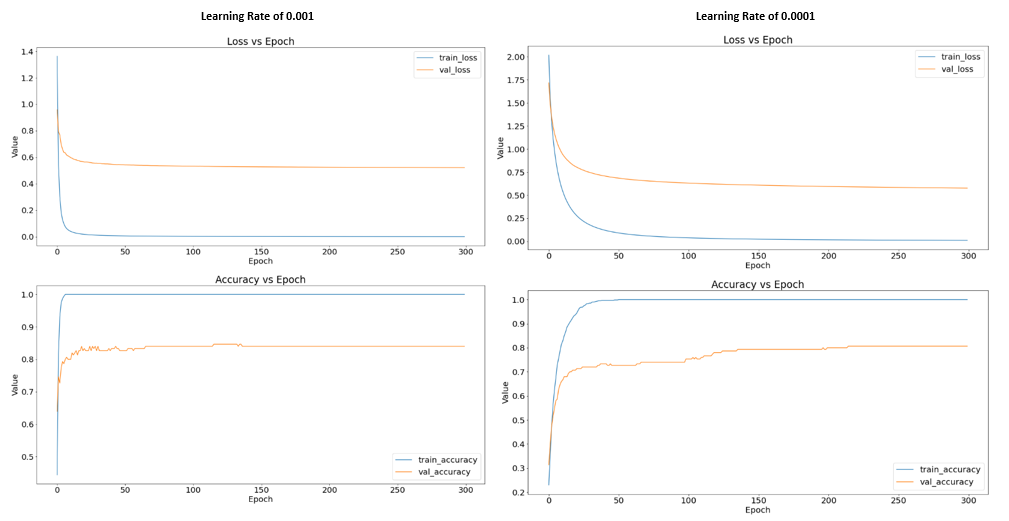 Learning Rate of 0.001
Loss vs Epoch
1.4
1.2
1.0
0.8
0.6
0.4
0.2
0.0
Value
train_loss
val_loss
0 50 100 150 200 250 300
Epoch
Accuracy vs Epoch
1.0
0.9
0.8
0.7
0.6
0.5
Value
train_accuracy
val_accuracy
0 50 100 150 200 250 300
Epoch
Learning Rate of 0.0001
Loss vs Epoch
2.00
1.75
1.50
1.25
1.00
0.75
0.50
0.25
0.00
Value
train_loss
val_loss
0 50 100 150 200 250 300
Epoch
Accuracy vs Epoch
1.0
0.9
0.8
0.7
0.6
0.5
0.4
0.3
0.2
Value
train_accuracy
val_accuracy
0 50 100 150 200 250 300
Epoch